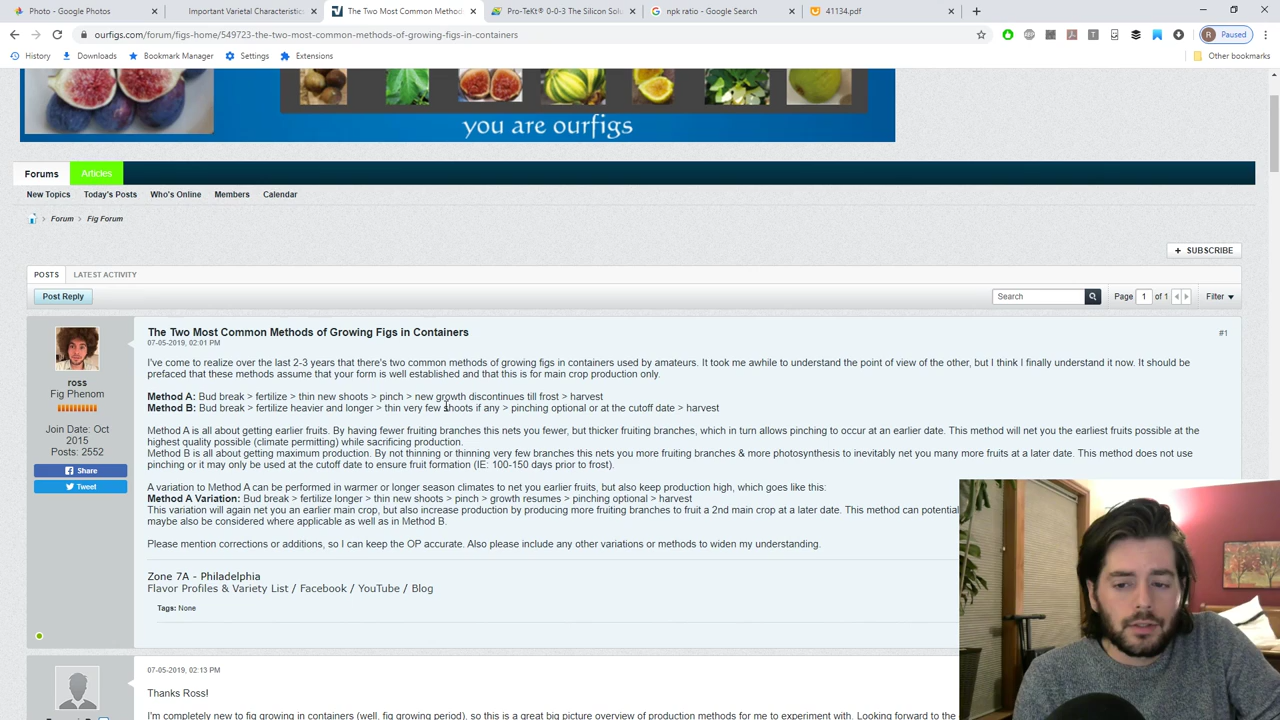 Photo - Google Photos
Important Varietal Characteristics
The Two Most Common Method
Pro-TeKt® 0-0-3 The Silicon Solu
npk ratio - Google Search
41134.pdf
ourfigs.com/forum/figs-home/549723-the-two-most-common-methods-of-growing-figs-in-containers
R Paused
History Downloads Bookmark Manager Settings Extensions Other bookmarks
you are ourfigs
Forums Articles
New Topics Today's Posts Who's Online Members Calendar
Forum > Fig Forum
+ SUBSCRIBE
POSTS LATEST ACTIVITY
Post Reply
Search
Page 1 of 1
Filter
ross
Fig Phenom
Join Date: Oct
2015
Posts: 2552
Share
Tweet
The Two Most Common Methods of Growing Figs in Containers
#1
07-05-2019, 02:01 PM
I've come to realize over the last 2-3 years that there's two common methods of growing figs in containers used by amateurs. It took me awhile to understand the point of view of the other, but I think I finally understand it now. It should be
prefaced that these methods assume that your form is well established and that this is for main crop production only.
Method A: Bud break > fertilize > thin new shoots > pinch > new growth discontinues till frost > harvest
Method B: Bud break > fertilize heavier and longer > thin very few shoots if any > pinching optional or at the cutoff date > harvest
Method A is all about getting earlier fruits. By having fewer fruiting branches this nets you fewer, but thicker fruiting branches, which in turn allows pinching to occur at an earlier date. This method will net you the earliest fruits possible at the
highest quality possible (climate permitting) while sacrificing production.
Method B is all about getting maximum production. By not thinning or thinning very few branches this nets you more fruiting branches & more photosynthesis to inevitably net you many more fruits at a later date. This method does not use
pinching or it may only be used at the cutoff date to ensure fruit formation (IE: 100-150 days prior to frost).
A variation to Method A can be performed in warmer or longer season climates to net you earlier fruits, but also keep production high, which goes like this:
Method A Variation: Bud break > fertilize longer > thin new shoots > pinch > growth resumes > pinching optional > harvest
This variation will again net you an earlier main crop, but also increase production by producing more fruiting branches to fruit a 2nd main crop at a later date. This method can potential
maybe also be considered where applicable as well as in Method B.
Please mention corrections or additions, so I can keep the OP accurate. Also please include any other variations or methods to widen my understanding.
Zone 7A - Philadelphia
Flavor Profiles & Variety List / Facebook / YouTube / Blog
Tags: None
07-05-2019, 02:13 PM
Thanks Ross!
I'm completely new to fig growing in containers (well, fig growing period), so this is a great big picture overview of production methods for me to experiment with. Looking forward to the